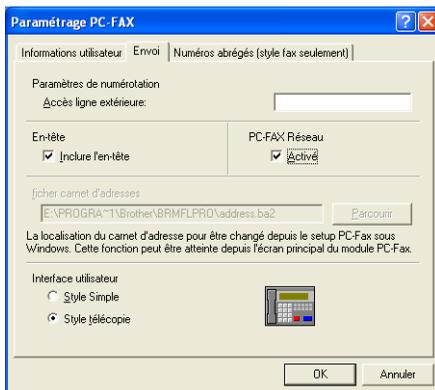 Paramétrage PC-FAX
Informations utilisateur Envoi Numéros abrégés (style fax seulement)
Paramètres de numérotation
Accès ligne extérieure:
En-tête PC-FAX Réseau
Inclure l'en-tête Activé
ficher carnet d'adresses
E:\PROGRA~1\Brother\BRMFLPRO\address.ba2 Parcourir
La localisation du carnet d'adresse pour être changé depuis le setup PC-Fax sous
Windows. Cette fonction peut être atteinte depuis l'écran principal du module PC-Fax.
Interface utilisateur
Style Simple
Style télécopie
OK Annuler